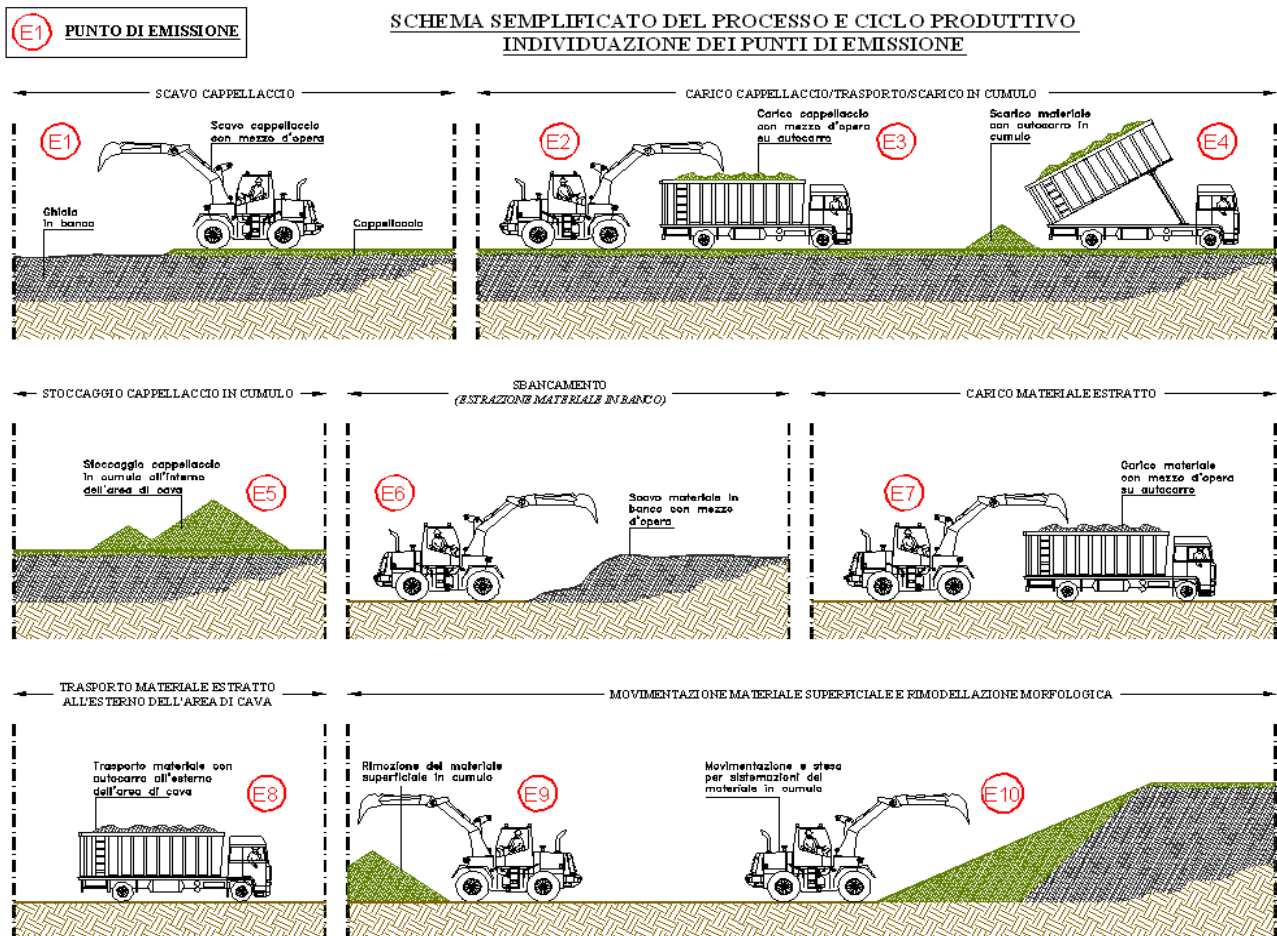 E1 PUNTO DI EMISSIONE
SCHEMA SEMPLIFICATO DEL PROCESSO E CICLO PRODUTTIVO
INDIVIDUAZIONE DEI PUNTI DI EMISSIONE
SCAVO CAPPELLACCIO
E1
Scavo cappellaccio
con mezzo d'opera
Ghiaia
in banco
Cappellaccio
CARICO CAPPELLACCIO/TRASPORTO/SCARICO IN CUMULO
E2
Carico cappellaccio
con mezzo d'opera
su autocarro
E3
Scarico materiale
con autocarro in
cumulo
E4
STOCCAGGIO CAPPELLACCIO IN CUMULO
Stoccaggio cappellaccio
in cumulo all'interno
dell'area di cava
E5
SBANCAMENTO
(ESTRAZIONE MATERIALE IN BANCO)
E6
Scavo materiale in
banco con mezzo
d'opera
CARICO MATERIALE ESTRATTO
E7
Carico materiale
con mezzo d'opera
su autocarro
TRASPORTO MATERIALE ESTRATTO
ALL'ESTERNO DELL'AREA DI CAVA
Trasporto materiale con
autocarro all'esterno
dell'area di cava
E8
MOVIMENTAZIONE MATERIALE SUPERFICIALE E RIMODELLAZIONE MORFOLOGICA
Rimozione del materiale
superficiale in cumulo
E9
Movimentazione e stesa
per sistemazioni del
materiale in cumulo
E10